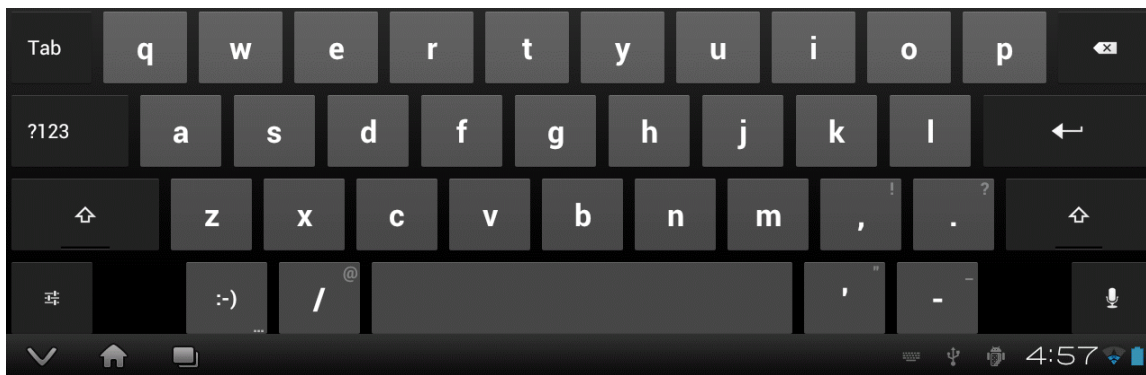 Tab q w e r t y u i o p
?123 a s d f g h j k l
z x c v b n m , ! . ?
:-) ... / @ ' " - _
4:57